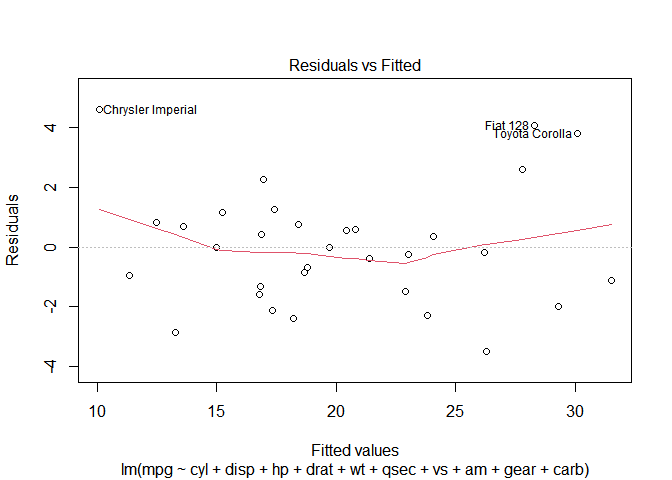 Residuals vs Fitted
Residuals
4
2
0
-2
-4
Chrysler Imperial
Fiat 128
Toyota Corolla
10 15 20 25 30
Fitted values
lm(mpg ~ cyl + disp + hp + drat + wt + qsec + vs + am + gear + carb)